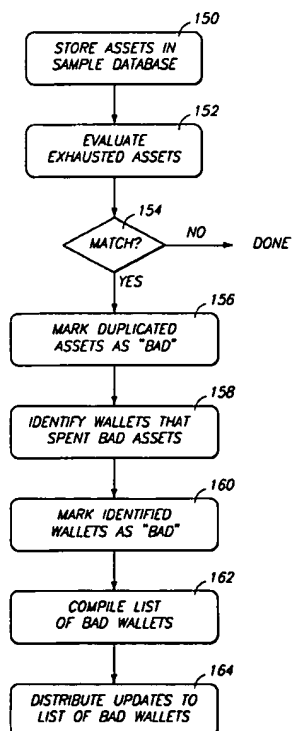 150
STORE ASSETS IN
SAMPLE DATABASE
152
EVALUATE
EXHAUSTED ASSETS
154
MATCH?
NO
DONE
YES
156
MARK DUPLICATED
ASSETS AS "BAD"
158
IDENTIFY WALLETS THAT
SPENT BAD ASSETS
160
MARK IDENTIFIED
WALLETS AS "BAD"
162
COMPILE LIST
OF BAD WALLETS
164
DISTRIBUTE UPDATES TO
LIST OF BAD WALLETS